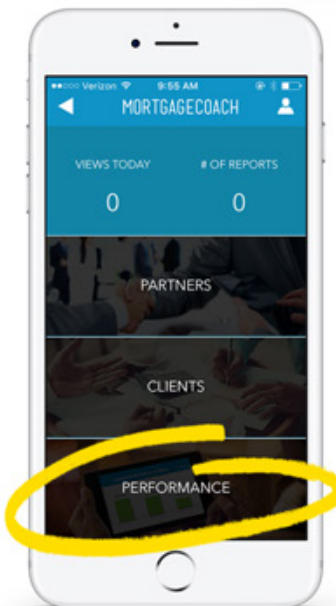 Verizon 9:55 AM
MORTGAGECOACH
VIEWS TODAY # OF REPORTS
0 0
PARTNERS
CLIENTS
PERFORMANCE